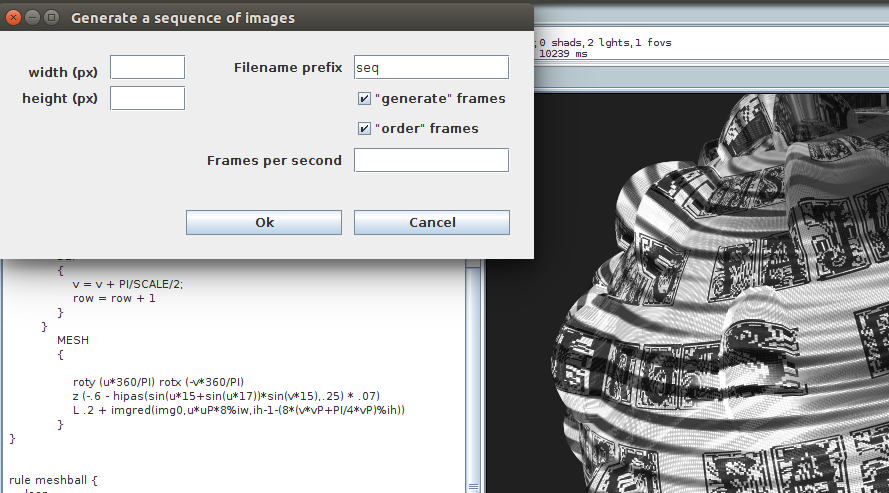 Generate a sequence of images
width (px)
height (px)
Filename prefix
seq
"generate" frames
"order" frames
Frames per second
Ok
Cancel
0 shads,2 lghts,1 fovs
10239 ms
{
v = v + PI/SCALE/2;
row = row + 1
}
}
MESH
{
roty (u*360/PI) rotx (-v*360/PI)
z (-.6 - hipas(sin(u*15+sin(u*17))*sin(v*15),.25) * .07)
L .2 + imgred(img0,u*uP*8%iw,ih-1-(8*(v*vP+PI/4*vP)%ih))
}
}
rule meshball {